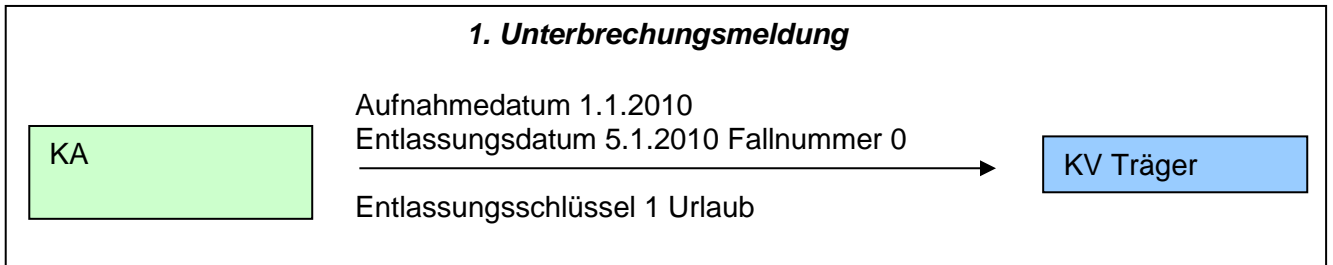 1. Unterbrechungsmeldung
Aufnahmedatum 1.1.2010
Entlassungsdatum 5.1.2010 Fallnummer 0
KA
KV Träger
Entlassungsschlüssel 1 Urlaub